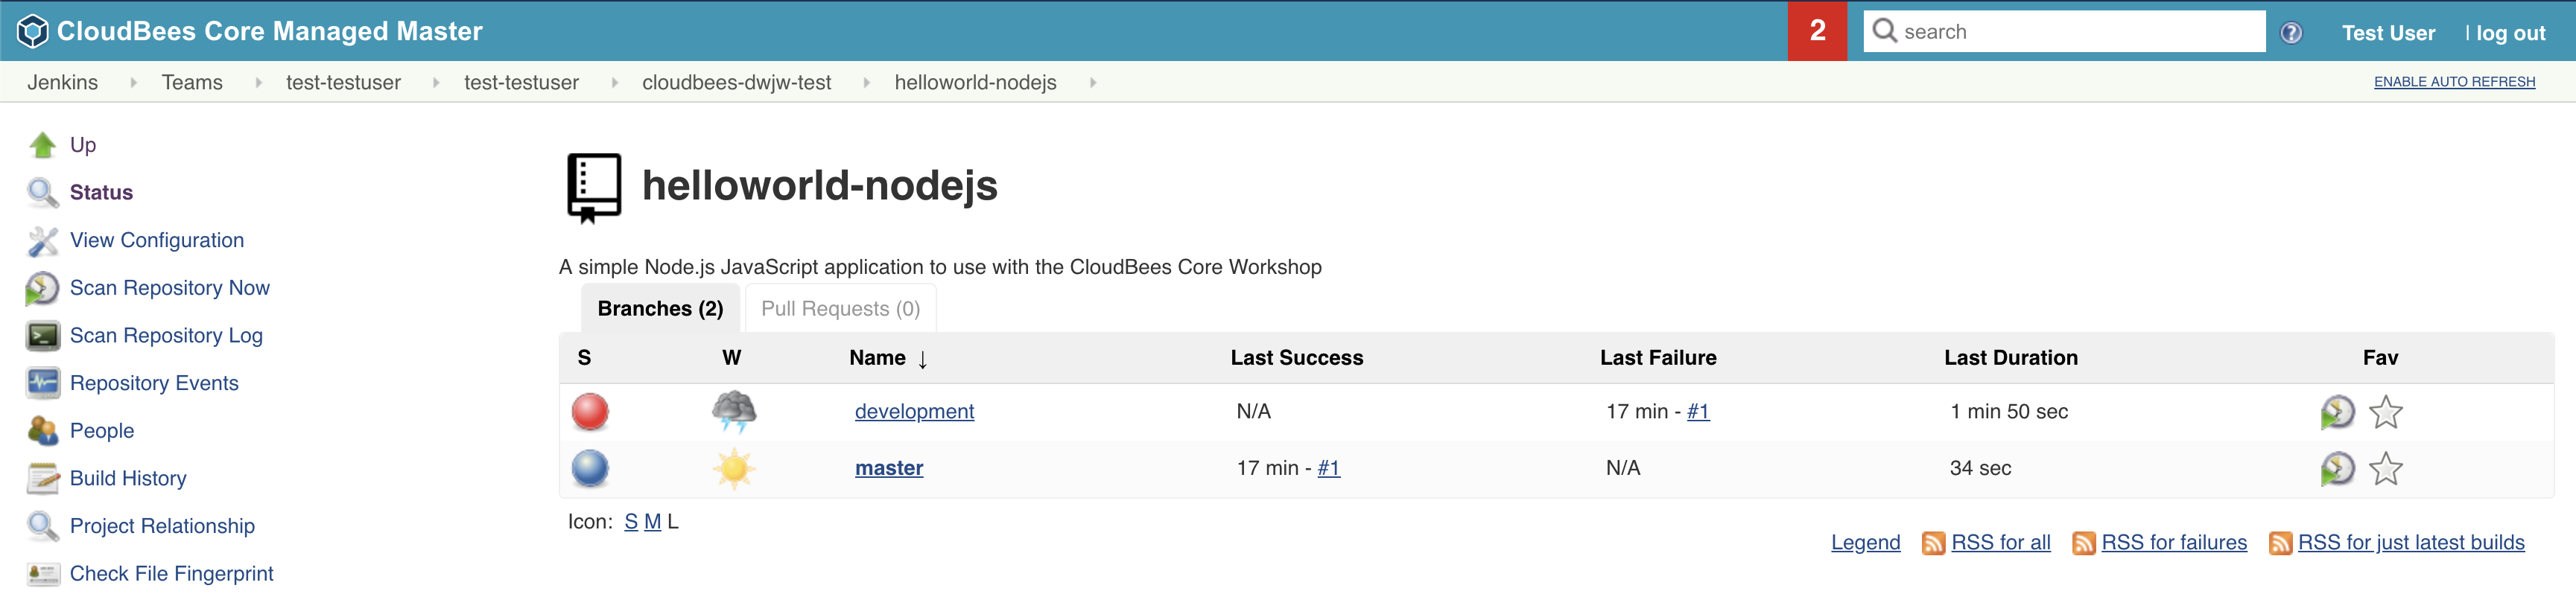 CloudBees Core Managed Master 2 search Test User | log out
Jenkins Teams test-testuser test-testuser cloudbees-dwjw-test helloworld-nodejs ENABLE AUTO REFRESH
Up
Status
View Configuration
Scan Repository Now
Scan Repository Log
Repository Events
People
Build History
Project Relationship
Check File Fingerprint
helloworld-nodejs
A simple Node.js JavaScript application to use with the CloudBees Core Workshop
Branches (2) Pull Requests (0)
S W Name ↓ Last Success Last Failure Last Duration Fav
development N/A 17 min - #1 1 min 50 sec
master 17 min - #1 N/A 34 sec
Icon: S M L
Legend RSS for all RSS for failures RSS for just latest builds